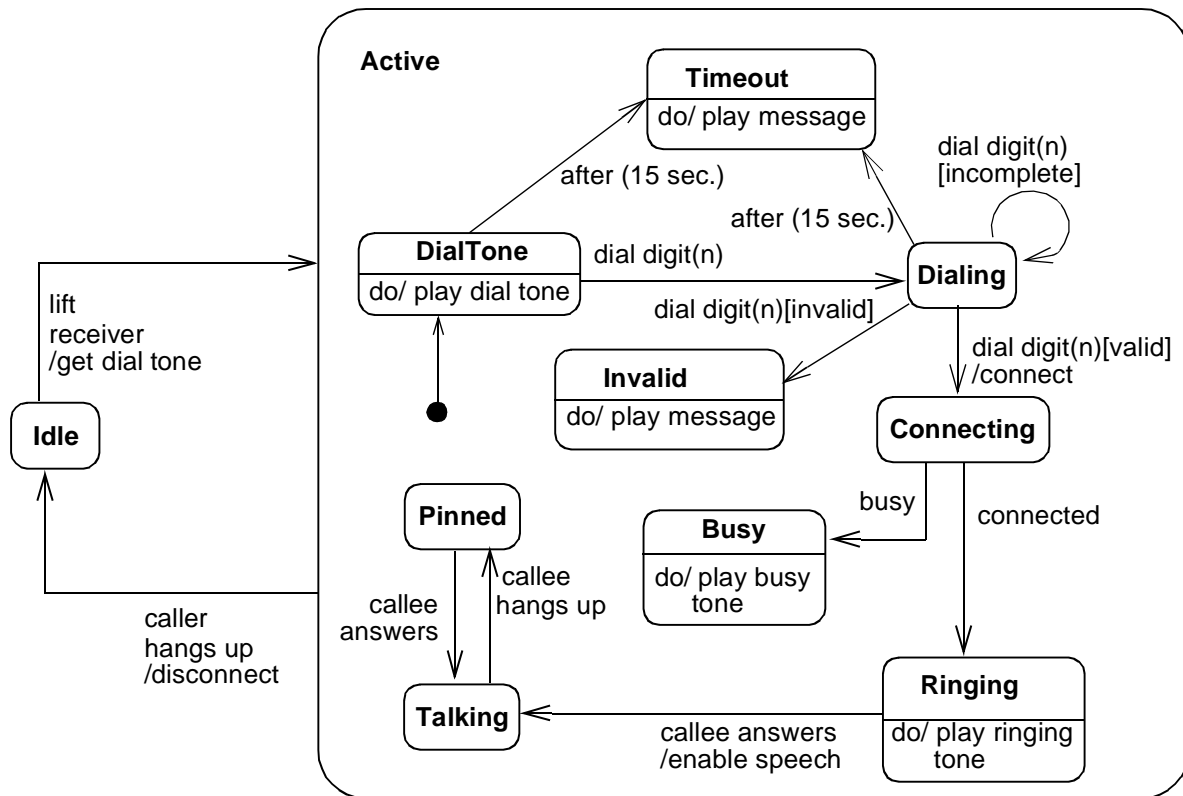 Active
Timeout
do/ play message
dial digit(n)
[incomplete]
after (15 sec.)
after (15 sec.)
DialTone
do/ play dial tone
dial digit(n)
Dialing
lift
receiver
/get dial tone
dial digit(n)[invalid]
dial digit(n)[valid]
/connect
Invalid
do/ play message
Idle
Connecting
Pinned
busy
connected
Busy
do/ play busy
tone
callee
hangs up
callee
answers
caller
hangs up
/disconnect
Talking
Ringing
do/ play ringing
tone
callee answers
/enable speech